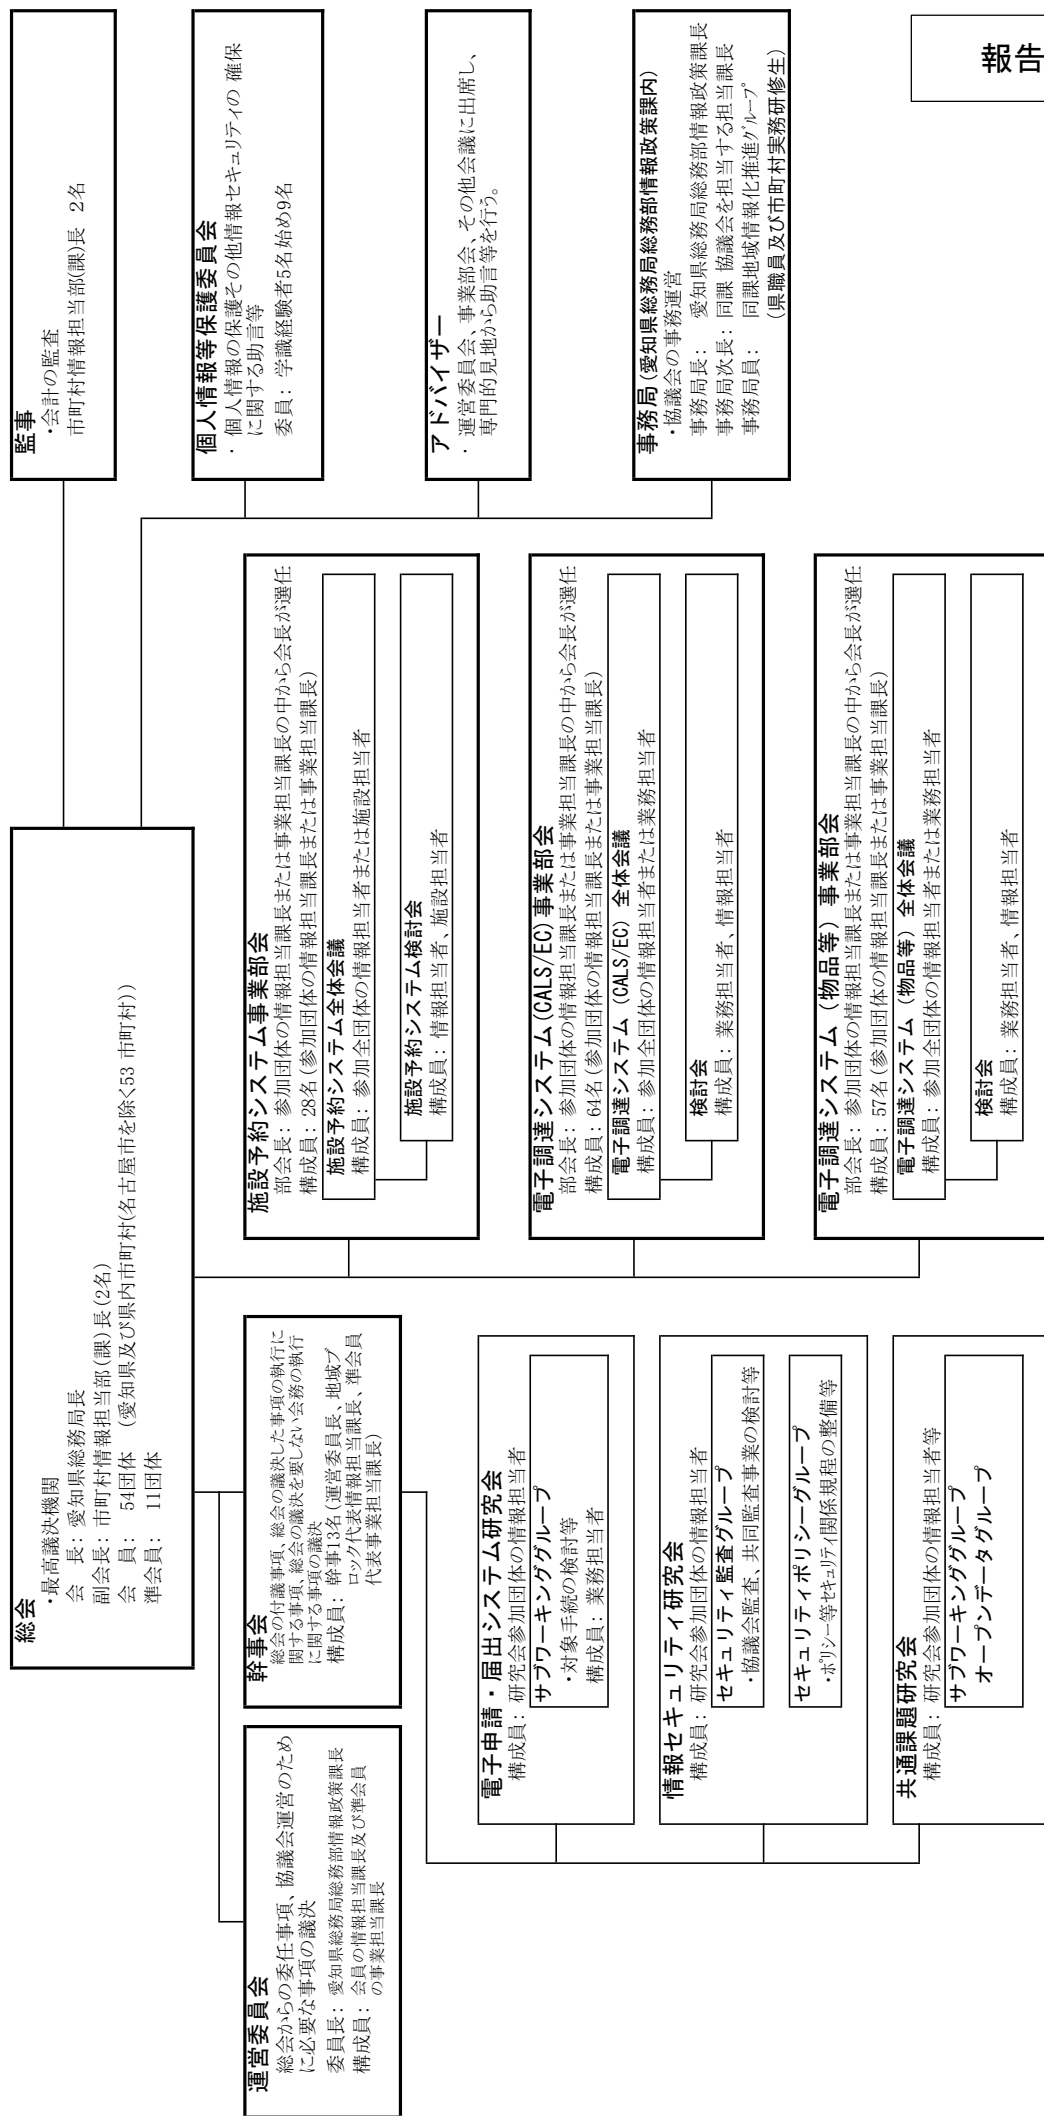 報告
総会
・最高議決機関
会　長：愛知県総務局長
副会長：市町村情報担当部(課)長(2名)
会　員：　54団体　(愛知県及び県内市町村(名古屋市を除く53 市町村))
準会員：　11団体
監事
・会計の監査
市町村情報担当部(課)長 2名
個人情報等保護委員会
・個人情報の保護その他情報セキュリティの 確保
に関する助言等
委員：学識経験者5名始め9名
アドバイザー
・運営委員会、事業部会、その他会議に出席し、
専門的見地から助言等を行う。
事務局(愛知県総務局総務部情報政策課内)
・協議会の事務運営
事務局長：　愛知県総務局総務部情報政策課長
事務局次長：同課 協議会を担当する担当課長
事務局員：　同課地域情報化推進グループ
(県職員及び市町村実務研修生)
運営委員会
総会からの委任事項、協議会運営のため
に必要な事項の議決
委員長：愛知県総務局総務部情報政策課長
構成員：会員の情報担当課長及び準会員
の事業担当課長
幹事会
総会の付議事項、総会の議決した事項の執行に
関する事項、総会の議決を要しない会務の執行
に関する事項の議決
構成員：幹事13名(運営委員長、地域ブ
ロック代表情報担当課長、準会員
代表事業担当課長)
施設予約システム事業部会
部会長：参加団体の情報担当課長または事業担当課長の中から会長が選任
構成員：28名(参加団体の情報担当課長または事業担当課長)
施設予約システム全体会議
構成員：参加全団体の情報担当者または施設担当者
施設予約システム検討会
構成員：情報担当者、施設担当者
電子調達システム(CALS/EC)事業部会
部会長：参加団体の情報担当課長または事業担当課長の中から会長が選任
構成員：64名(参加団体の情報担当課長または事業担当課長)
電子調達システム（CALS/EC）全体会議
構成員：参加全団体の情報担当者または業務担当者
検討会
構成員：業務担当者、情報担当者
電子調達システム（物品等）事業部会
部会長：参加団体の情報担当課長または事業担当課長の中から会長が選任
構成員：57名(参加団体の情報担当課長または事業担当課長)
電子調達システム（物品等）全体会議
構成員：参加全団体の情報担当者または業務担当者
検討会
構成員：業務担当者、情報担当者
電子申請・届出システム研究会
構成員：研究会参加団体の情報担当者
サブワーキンググループ
・対象手続の検討等
構成員：業務担当者
情報セキュリティ研究会
構成員：研究会参加団体の情報担当者
セキュリティ監査グループ
・協議会監査、共同監査事業の検討等
セキュリティポリシーグループ
・ポリシー等セキュリティ関係規程の整備等
共通課題研究会
構成員：研究会参加団体の情報担当者等
サブワーキンググループ
オープンデータグループ